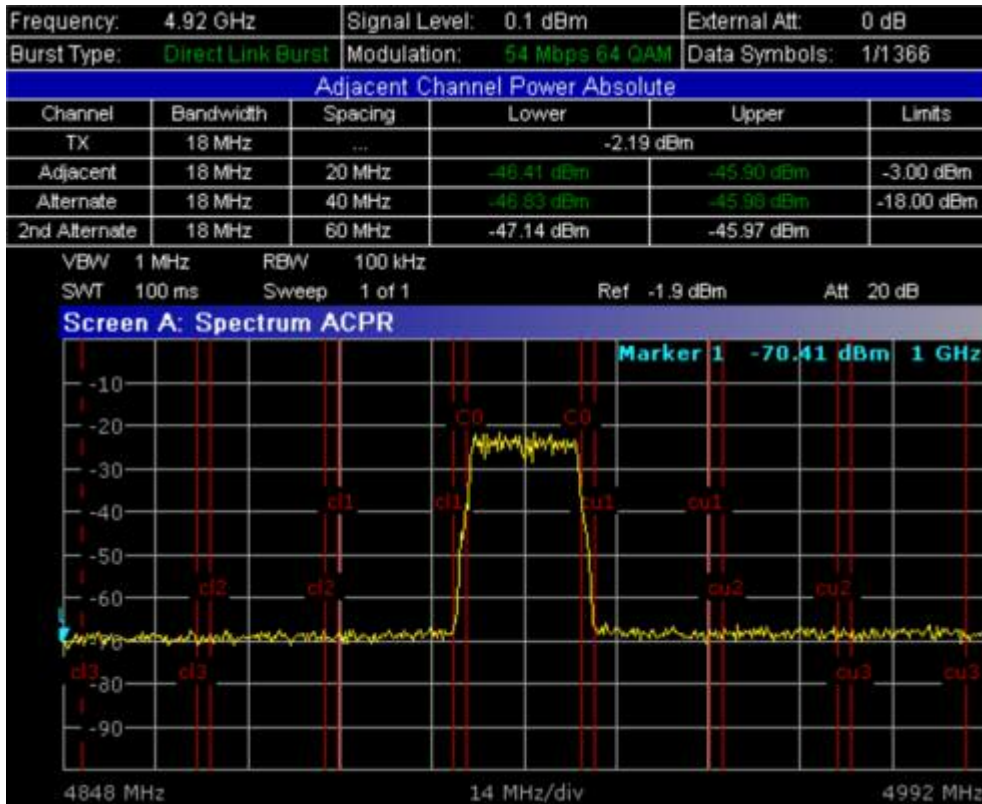 Frequency: 4.92 GHz Signal Level: 0.1 dBm External Att: 0 dB
Burst Type: Direct Link Burst Modulation: 54 Mbps 64 QAM Data Symbols: 1/1366
Adjacent Channel Power Absolute
Channel Bandwidth Spacing Lower Upper Limits
TX 18 MHz ... -2.19 dBm
Adjacent 18 MHz 20 MHz -46.41 dBm -45.90 dBm -3.00 dBm
Alternate 18 MHz 40 MHz -46.83 dBm -45.98 dBm -18.00 dBm
2nd Alternate 18 MHz 60 MHz -47.14 dBm -45.97 dBm
VBW 1 MHz RBW 100 kHz
SWT 100 ms Sweep 1 of 1 Ref -1.9 dBm Att 20 dB
Screen A: Spectrum ACPR
Marker 1 -70.41 dBm 1 GHz
-10
C0 C0
-20
-30
cl1 cl1 cu1 cu1
-40
-50
cl2 cl2 cu2 cu2
-60
-70
cl3 cl3 cu3 cu3
-80
-90
4848 MHz 14 MHz/div 4992 MHz